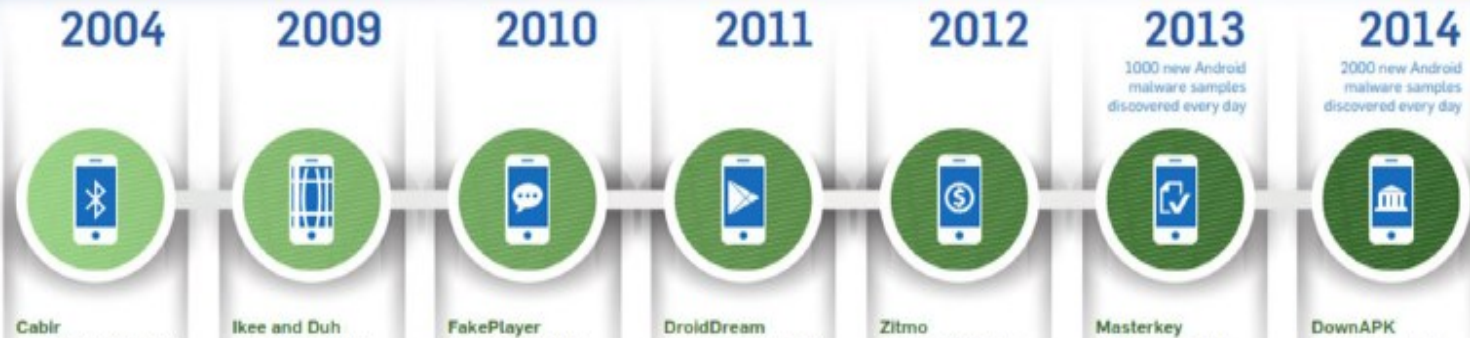 2004
2009
2010
2011
2012
2013
1000 new Android
malware samples
discovered every day
2014
2000 new Android
malware samples
discovered every day
$
Cabir
Ikee and Duh
FakePlayer
DroidDream
Zitmo
Masterkey
DownAPK